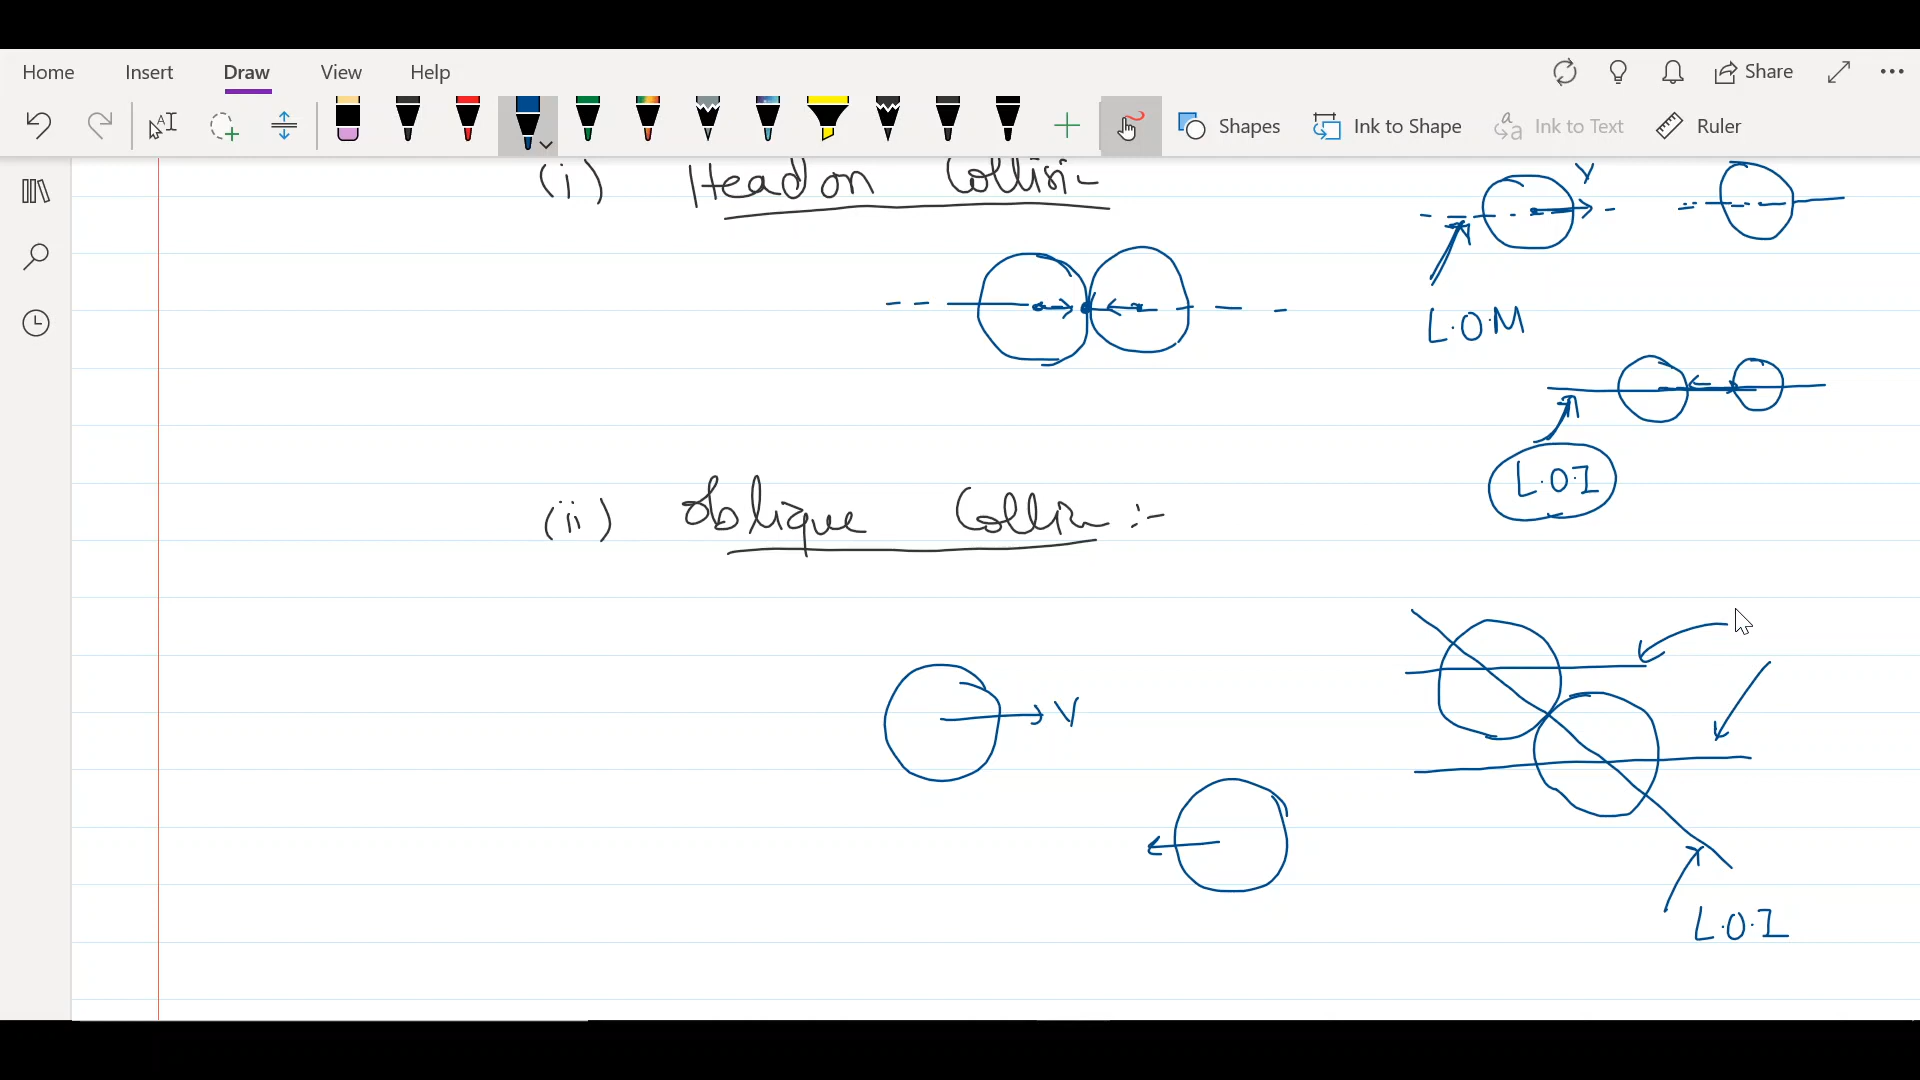 Home Insert Draw View Help Share
Shapes Ink to Shape Ink to Text Ruler
(i) Head on Collisi-
V
L.O.M
L.O.I
(ii) Oblique Collin :-
V
L.O.I